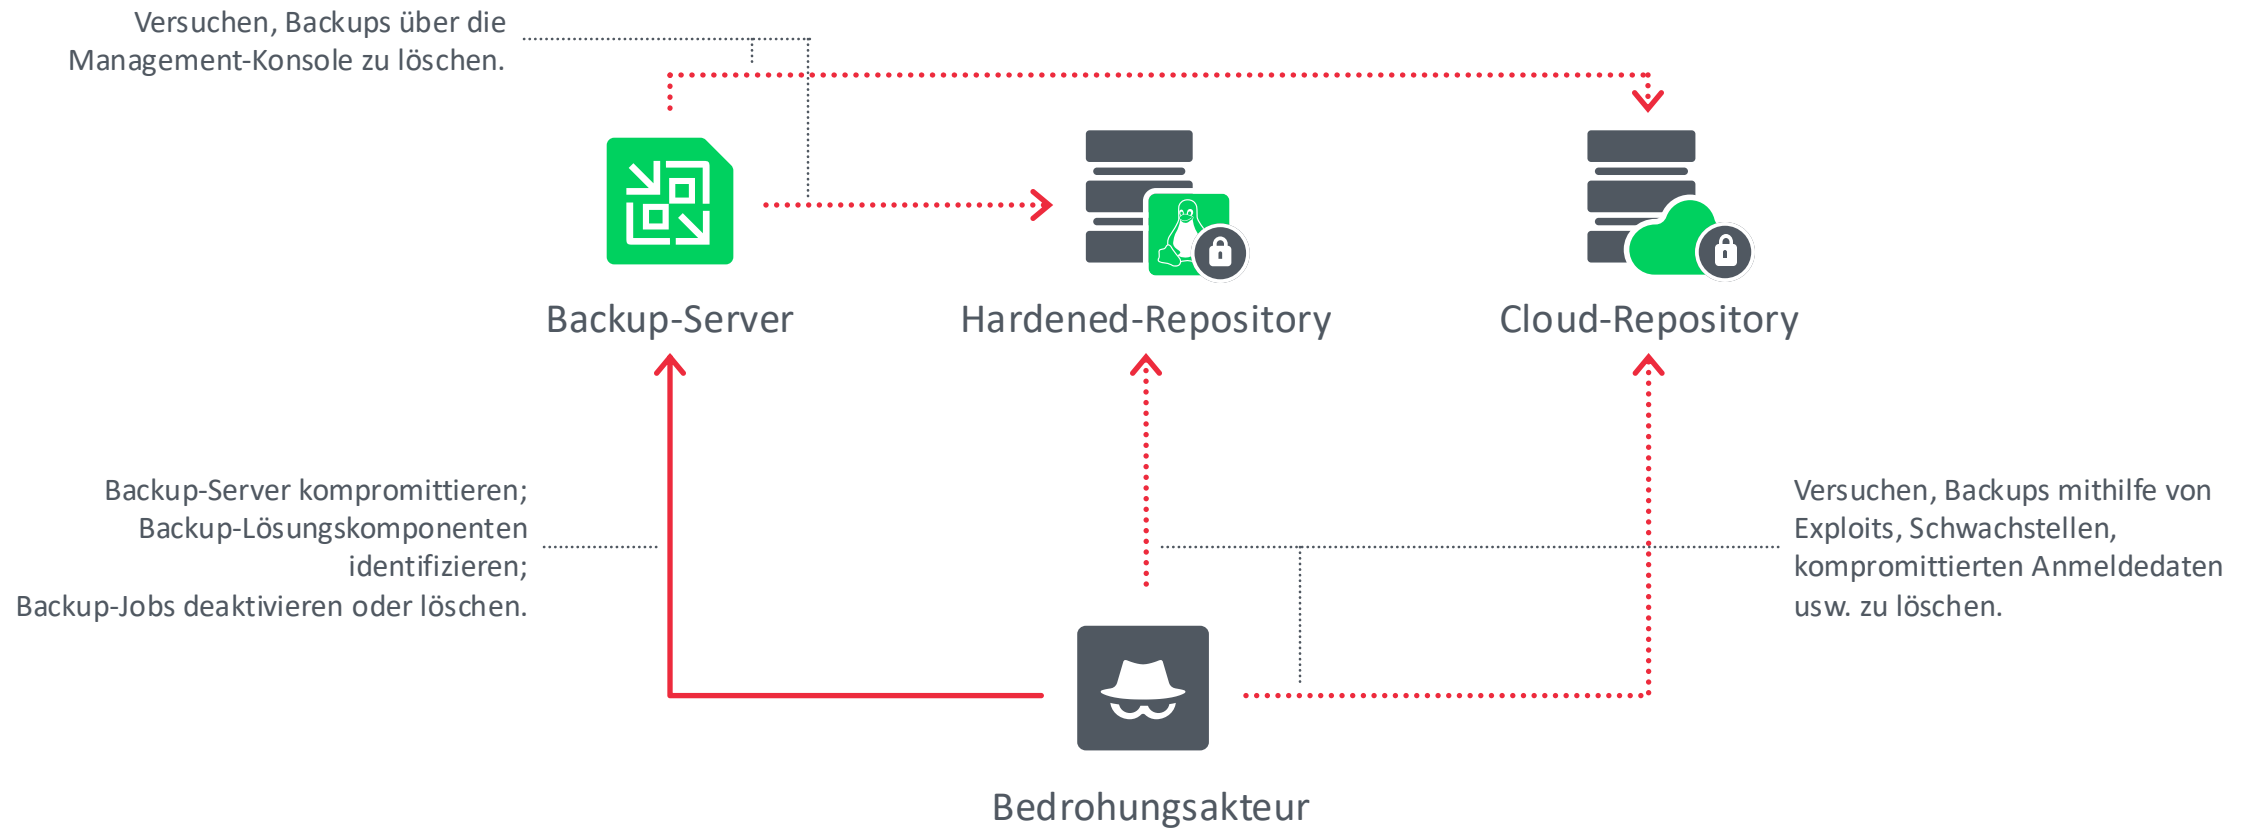 Versuchen, Backups über die
Management-Konsole zu löschen.
Backup-Server
Hardened-Repository
Cloud-Repository
Backup-Server kompromittieren;
Backup-Lösungskomponenten
identifizieren;
Backup-Jobs deaktivieren oder löschen.
Versuchen, Backups mithilfe von
Exploits, Schwachstellen,
kompromittierten Anmeldedaten
usw. zu löschen.
Bedrohungsakteur